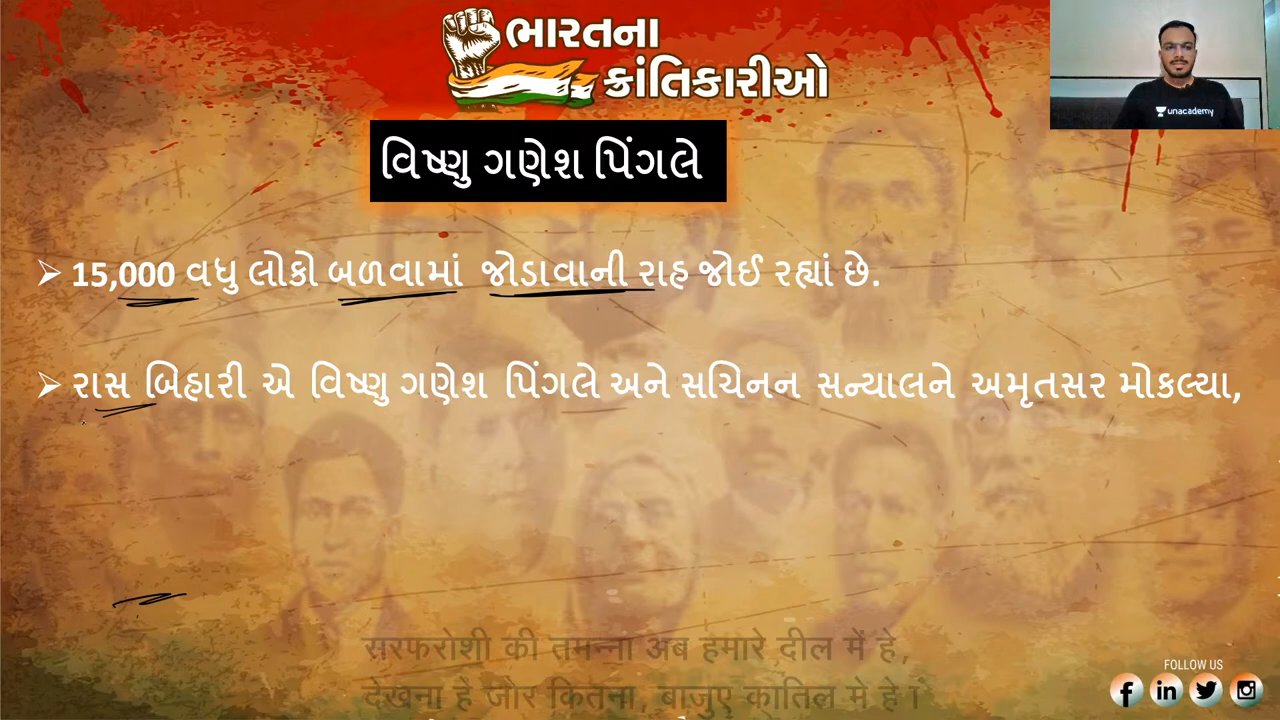 ભારતના
ક્રાંતિકારીઓ
unacademy
વિષ્ણુ ગણેશ પિંગલે
➢ 15,000 વધુ લોકો બળવામાં જોડાવાની રાહ જોઈ રહ્યાં છે.
➢ રાસ બિહારી એ વિષ્ણુ ગણેશ પિંગલે અને સચિનન સન્યાલને અમૃતસર મોકલ્યા,
सरफरोशी की तमन्ना अब हमारे दील में हे,
देखना हे जोर कितना, बाजुए कातिल मे हे ।
FOLLOW US